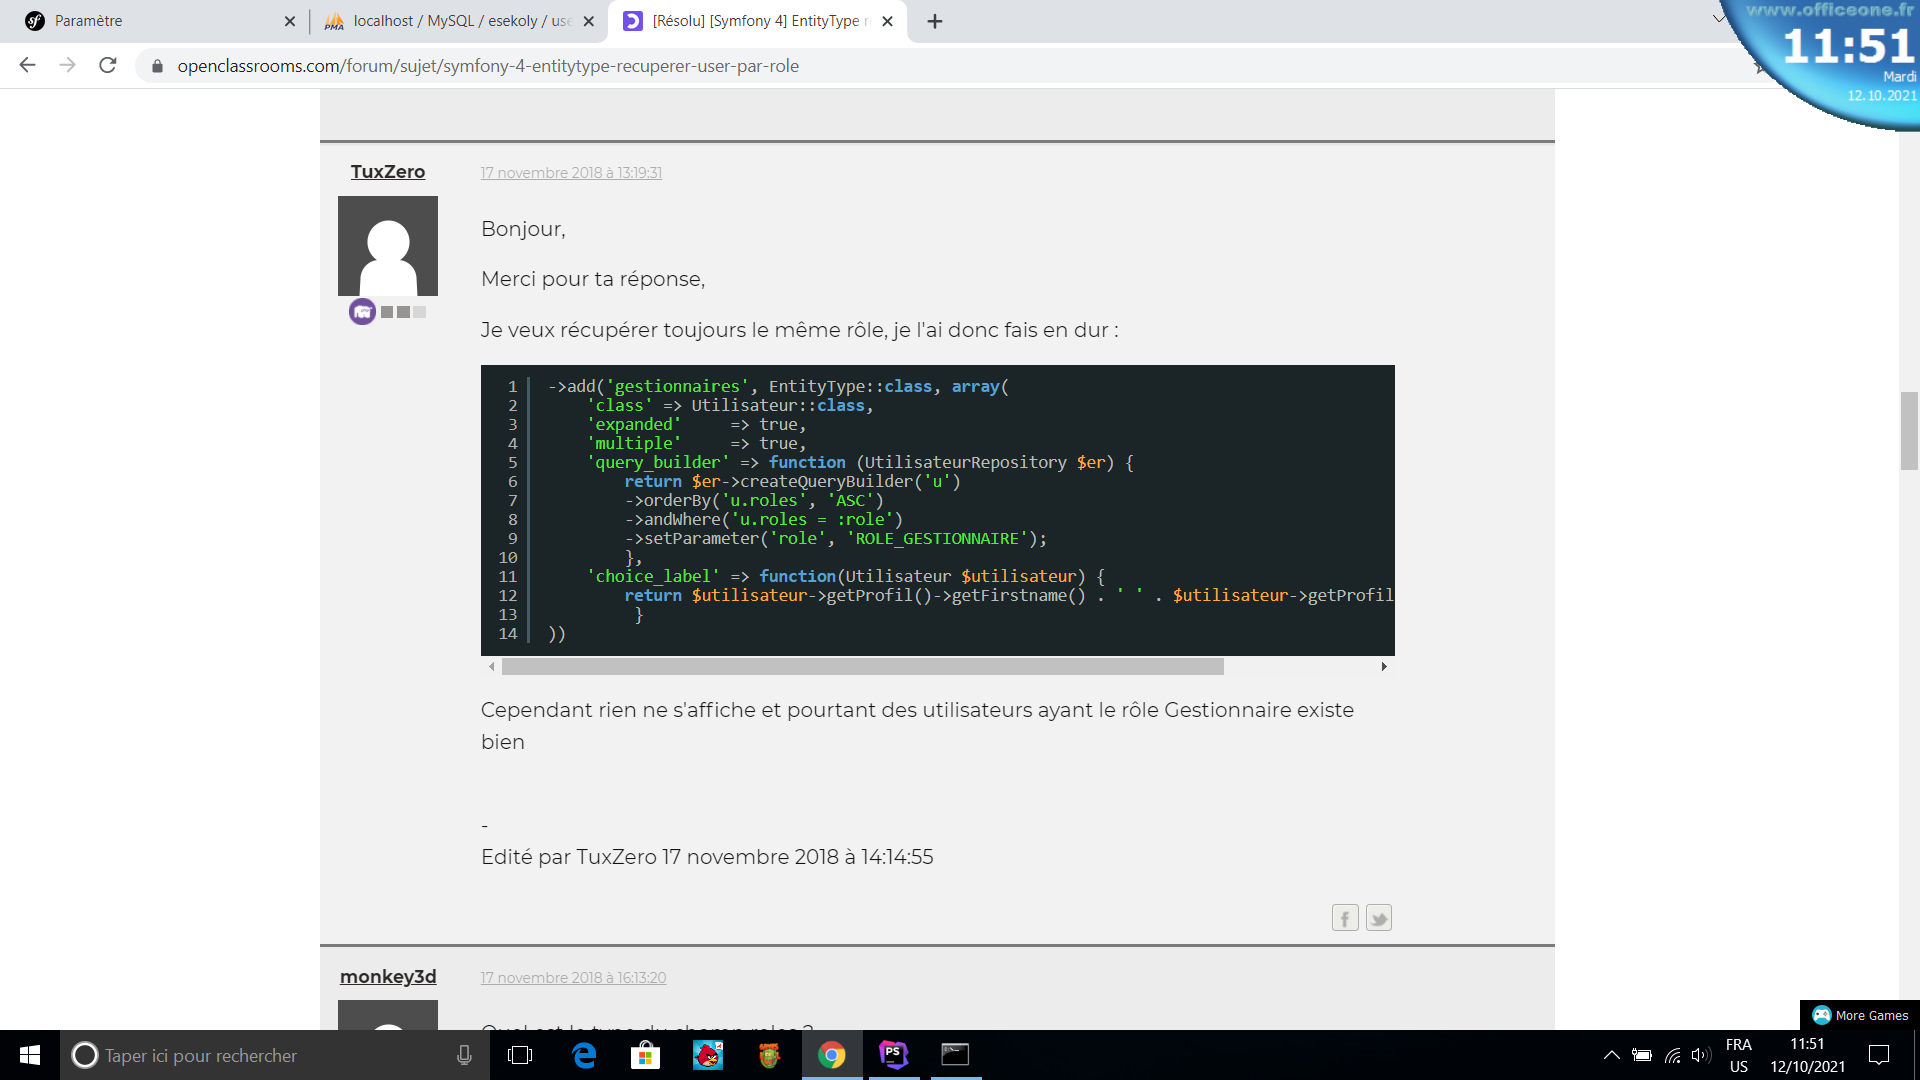 Paramètre
localhost / MySQL / esekoly / use
[Résolu] [Symfony 4] EntityType r
www.officeone.fr
11:51
Mardi
12.10.2021
openclassrooms.com/forum/sujet/symfony-4-entitytype-recuperer-user-par-role
TuxZero
17 novembre 2018 à 13:19:31
Bonjour,
Merci pour ta réponse,
Je veux récupérer toujours le même rôle, je l'ai donc fais en dur :
1 ->add('gestionnaires', EntityType::class, array(
2 'class' => Utilisateur::class,
3 'expanded' => true,
4 'multiple' => true,
5 'query_builder' => function (UtilisateurRepository $er) {
6 return $er->createQueryBuilder('u')
7 ->orderBy('u.roles', 'ASC')
8 ->andWhere('u.roles = :role')
9 ->setParameter('role', 'ROLE_GESTIONNAIRE');
10 },
11 'choice_label' => function(Utilisateur $utilisateur) {
12 return $utilisateur->getProfil()->getFirstname() . ' ' . $utilisateur->getProfil
13 }
14 ))
Cependant rien ne s'affiche et pourtant des utilisateurs ayant le rôle Gestionnaire existe
bien
-
Edité par TuxZero 17 novembre 2018 à 14:14:55
monkey3d
17 novembre 2018 à 16:13:20
Quel est le type du champ roles ?
More Games
Taper ici pour rechercher
FRA
US
11:51
12/10/2021